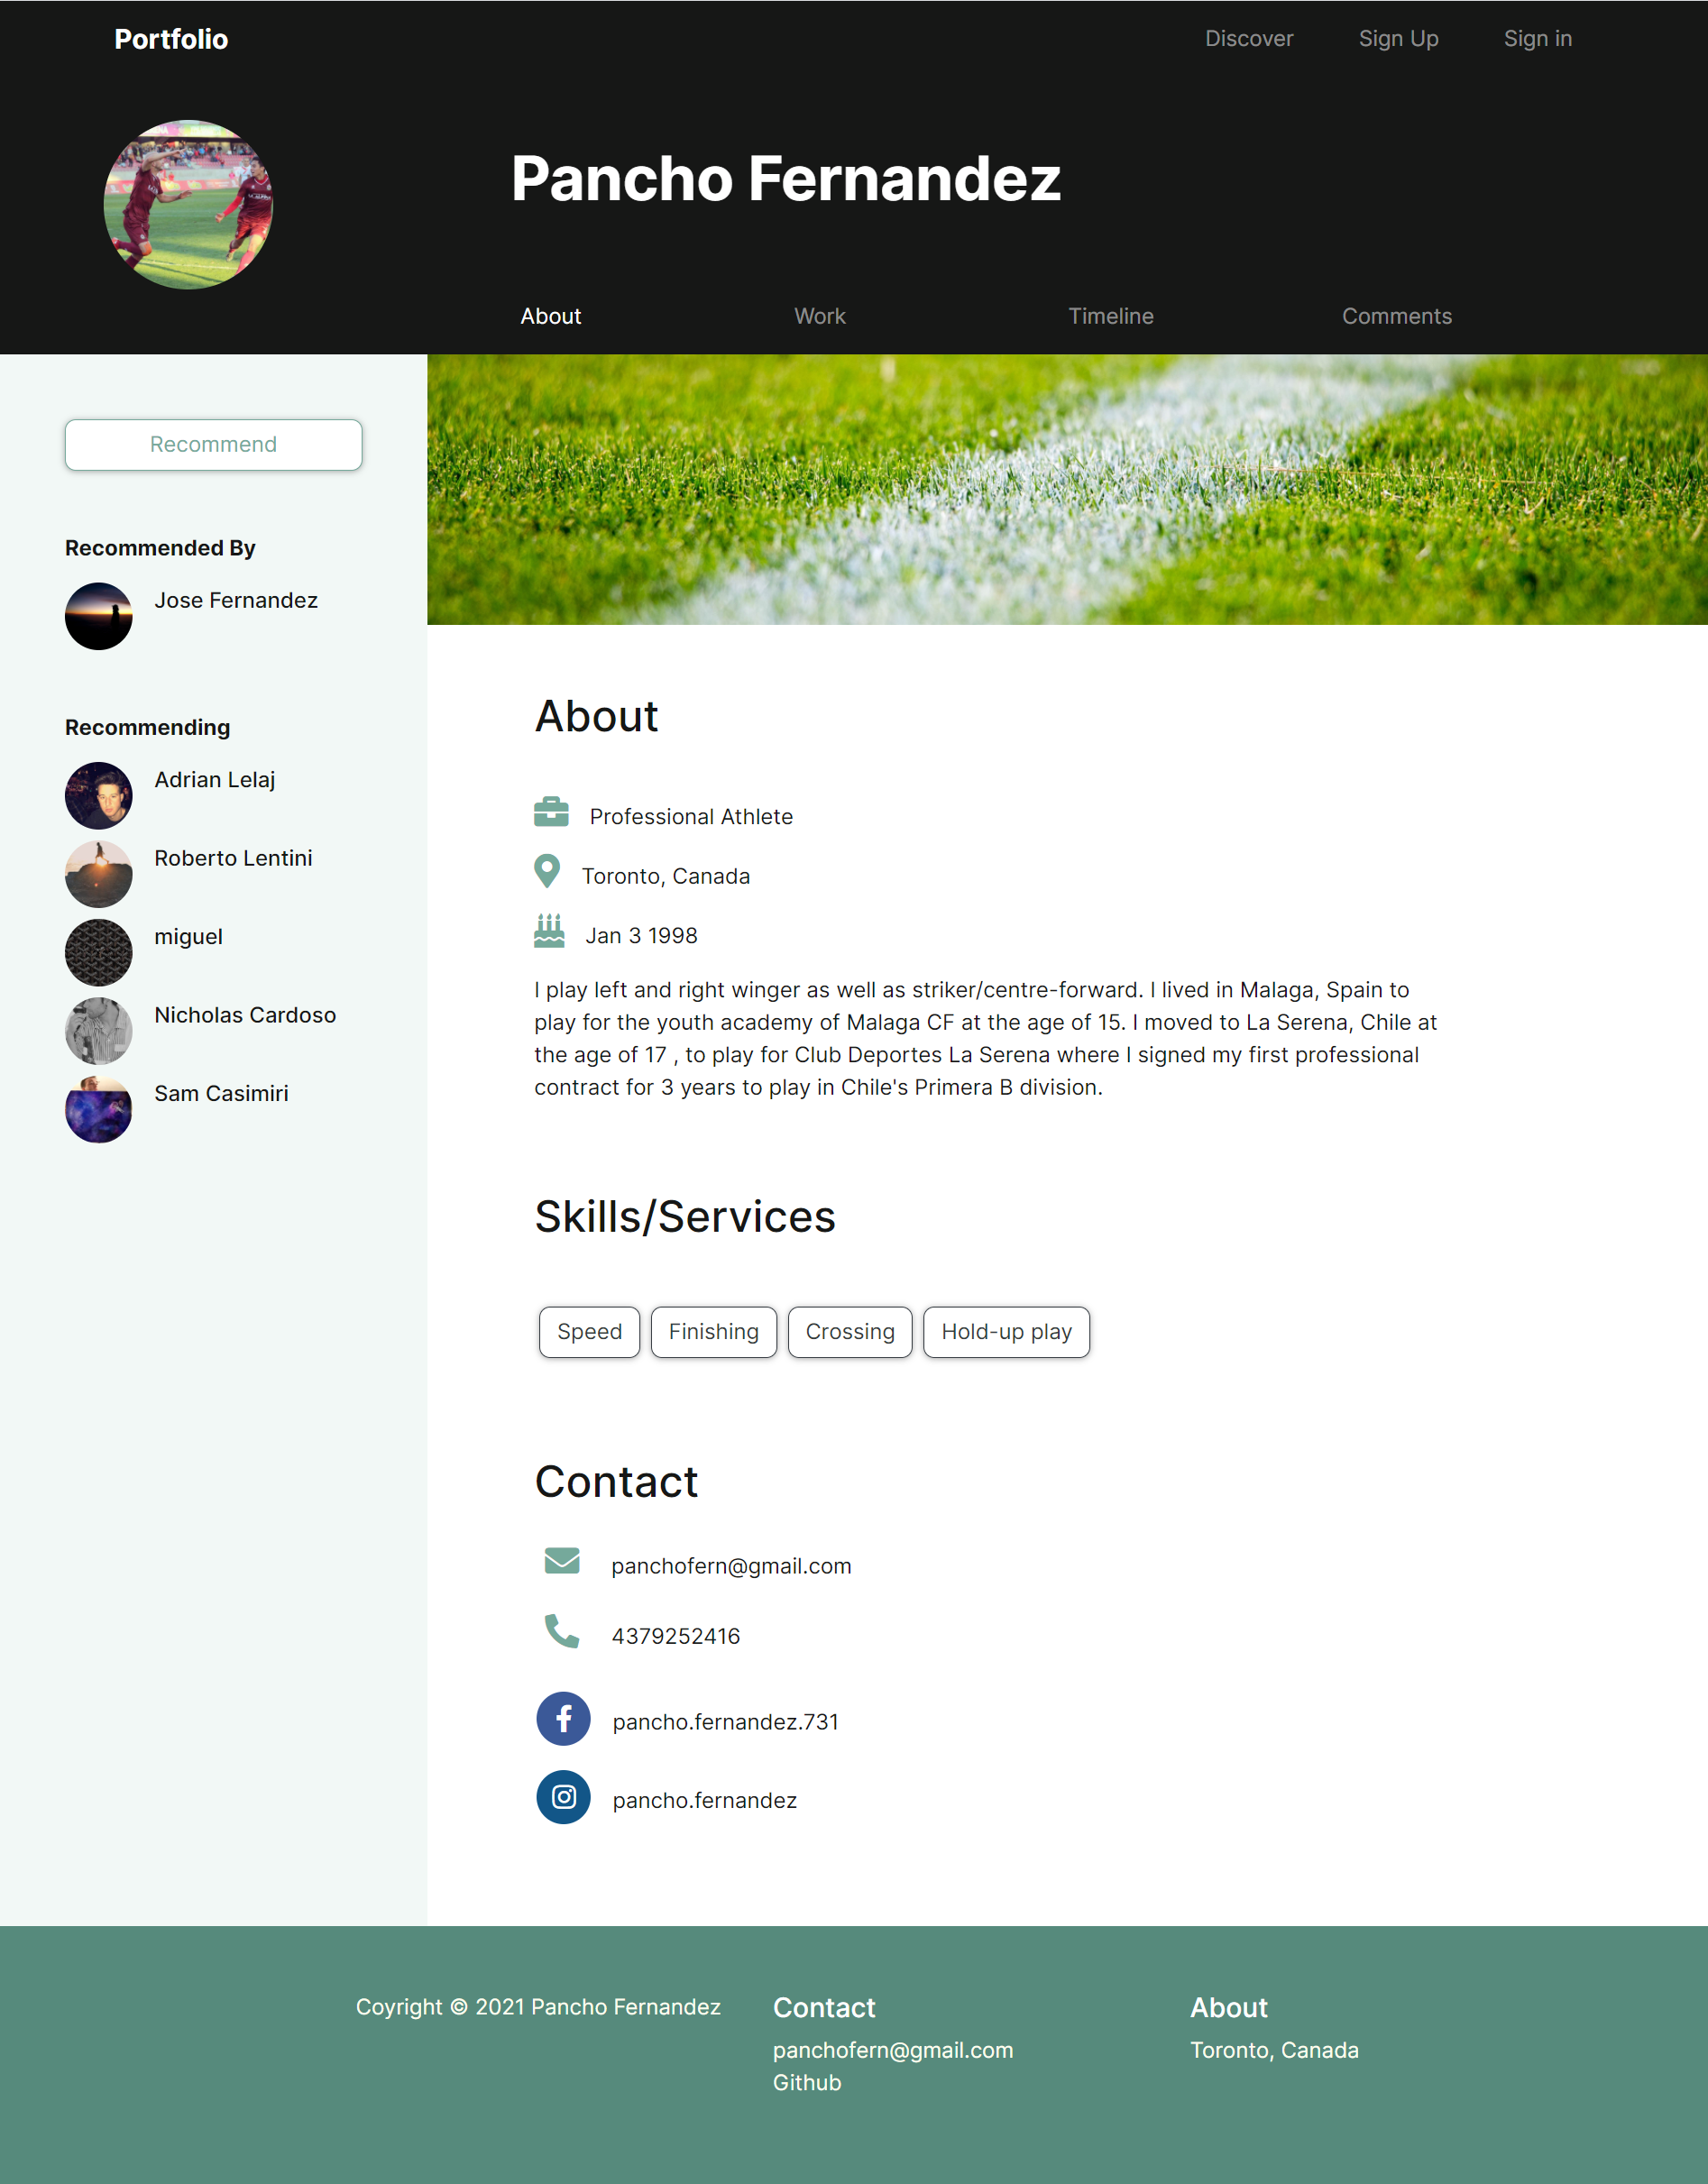 Portfolio
Discover
Sign Up
Sign in
Pancho Fernandez
About
Work
Timeline
Comments
Recommend
Recommended By
Jose Fernandez
Recommending
Adrian Lelaj
Roberto Lentini
miguel
Nicholas Cardoso
Sam Casimiri
About
Professional Athlete
Toronto, Canada
Jan 3 1998
I play left and right winger as well as striker/centre-forward. I lived in Malaga, Spain to
play for the youth academy of Malaga CF at the age of 15. I moved to La Serena, Chile at
the age of 17 , to play for Club Deportes La Serena where I signed my first professional
contract for 3 years to play in Chile's Primera B division.
Skills/Services
Speed
Finishing
Crossing
Hold-up play
Contact
panchofern@gmail.com
4379252416
pancho.fernandez.731
pancho.fernandez
Coyright © 2021 Pancho Fernandez
Contact
panchofern@gmail.com
Github
About
Toronto, Canada